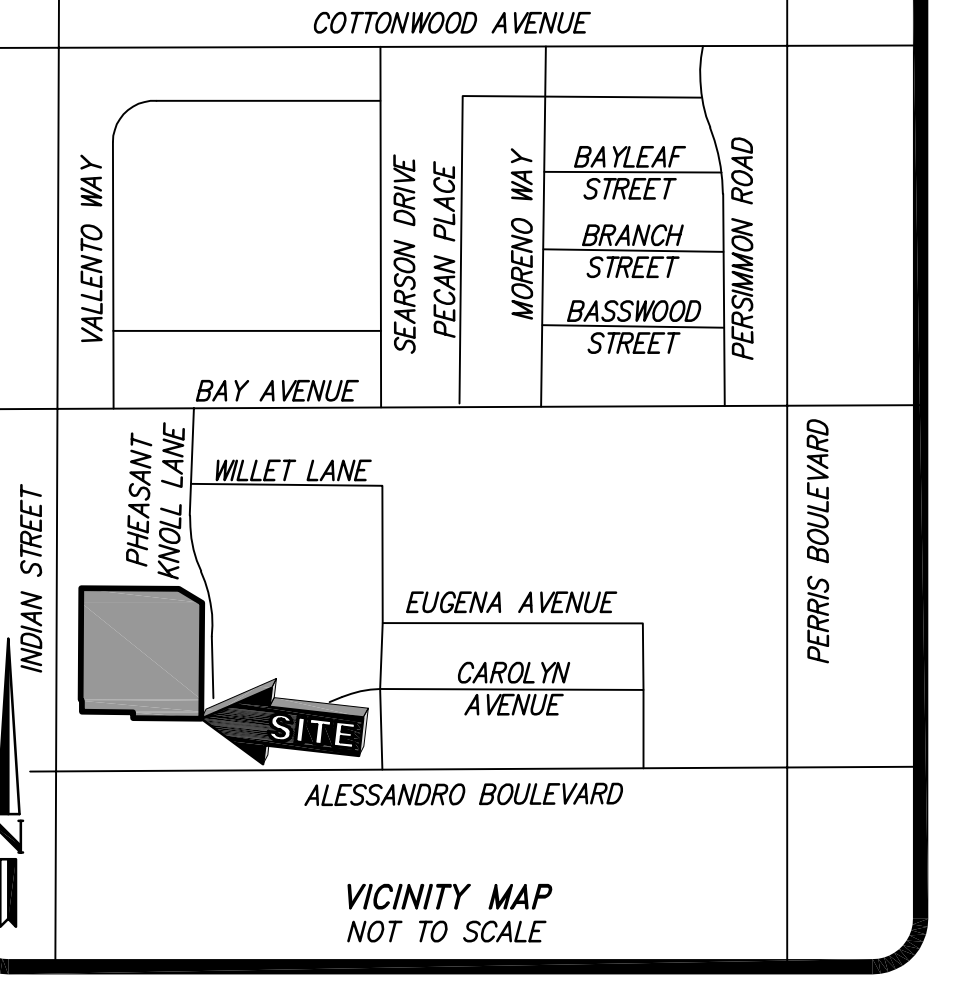 COTTONWOOD AVENUE
VALLENTO WAY
SEARSON DRIVE
PECAN PLACE
MORENO WAY
BAYLEAF
STREET
BRANCH
STREET
BASSWOOD
STREET
PERSIMMON ROAD
BAY AVENUE
PHEASANT
KNOLL LANE
WILLET LANE
INDIAN STREET
PERRIS BOULEVARD
EUGENA AVENUE
CAROLYN
AVENUE
SITE
ALESSANDRO BOULEVARD
N
VICINITY MAP
NOT TO SCALE